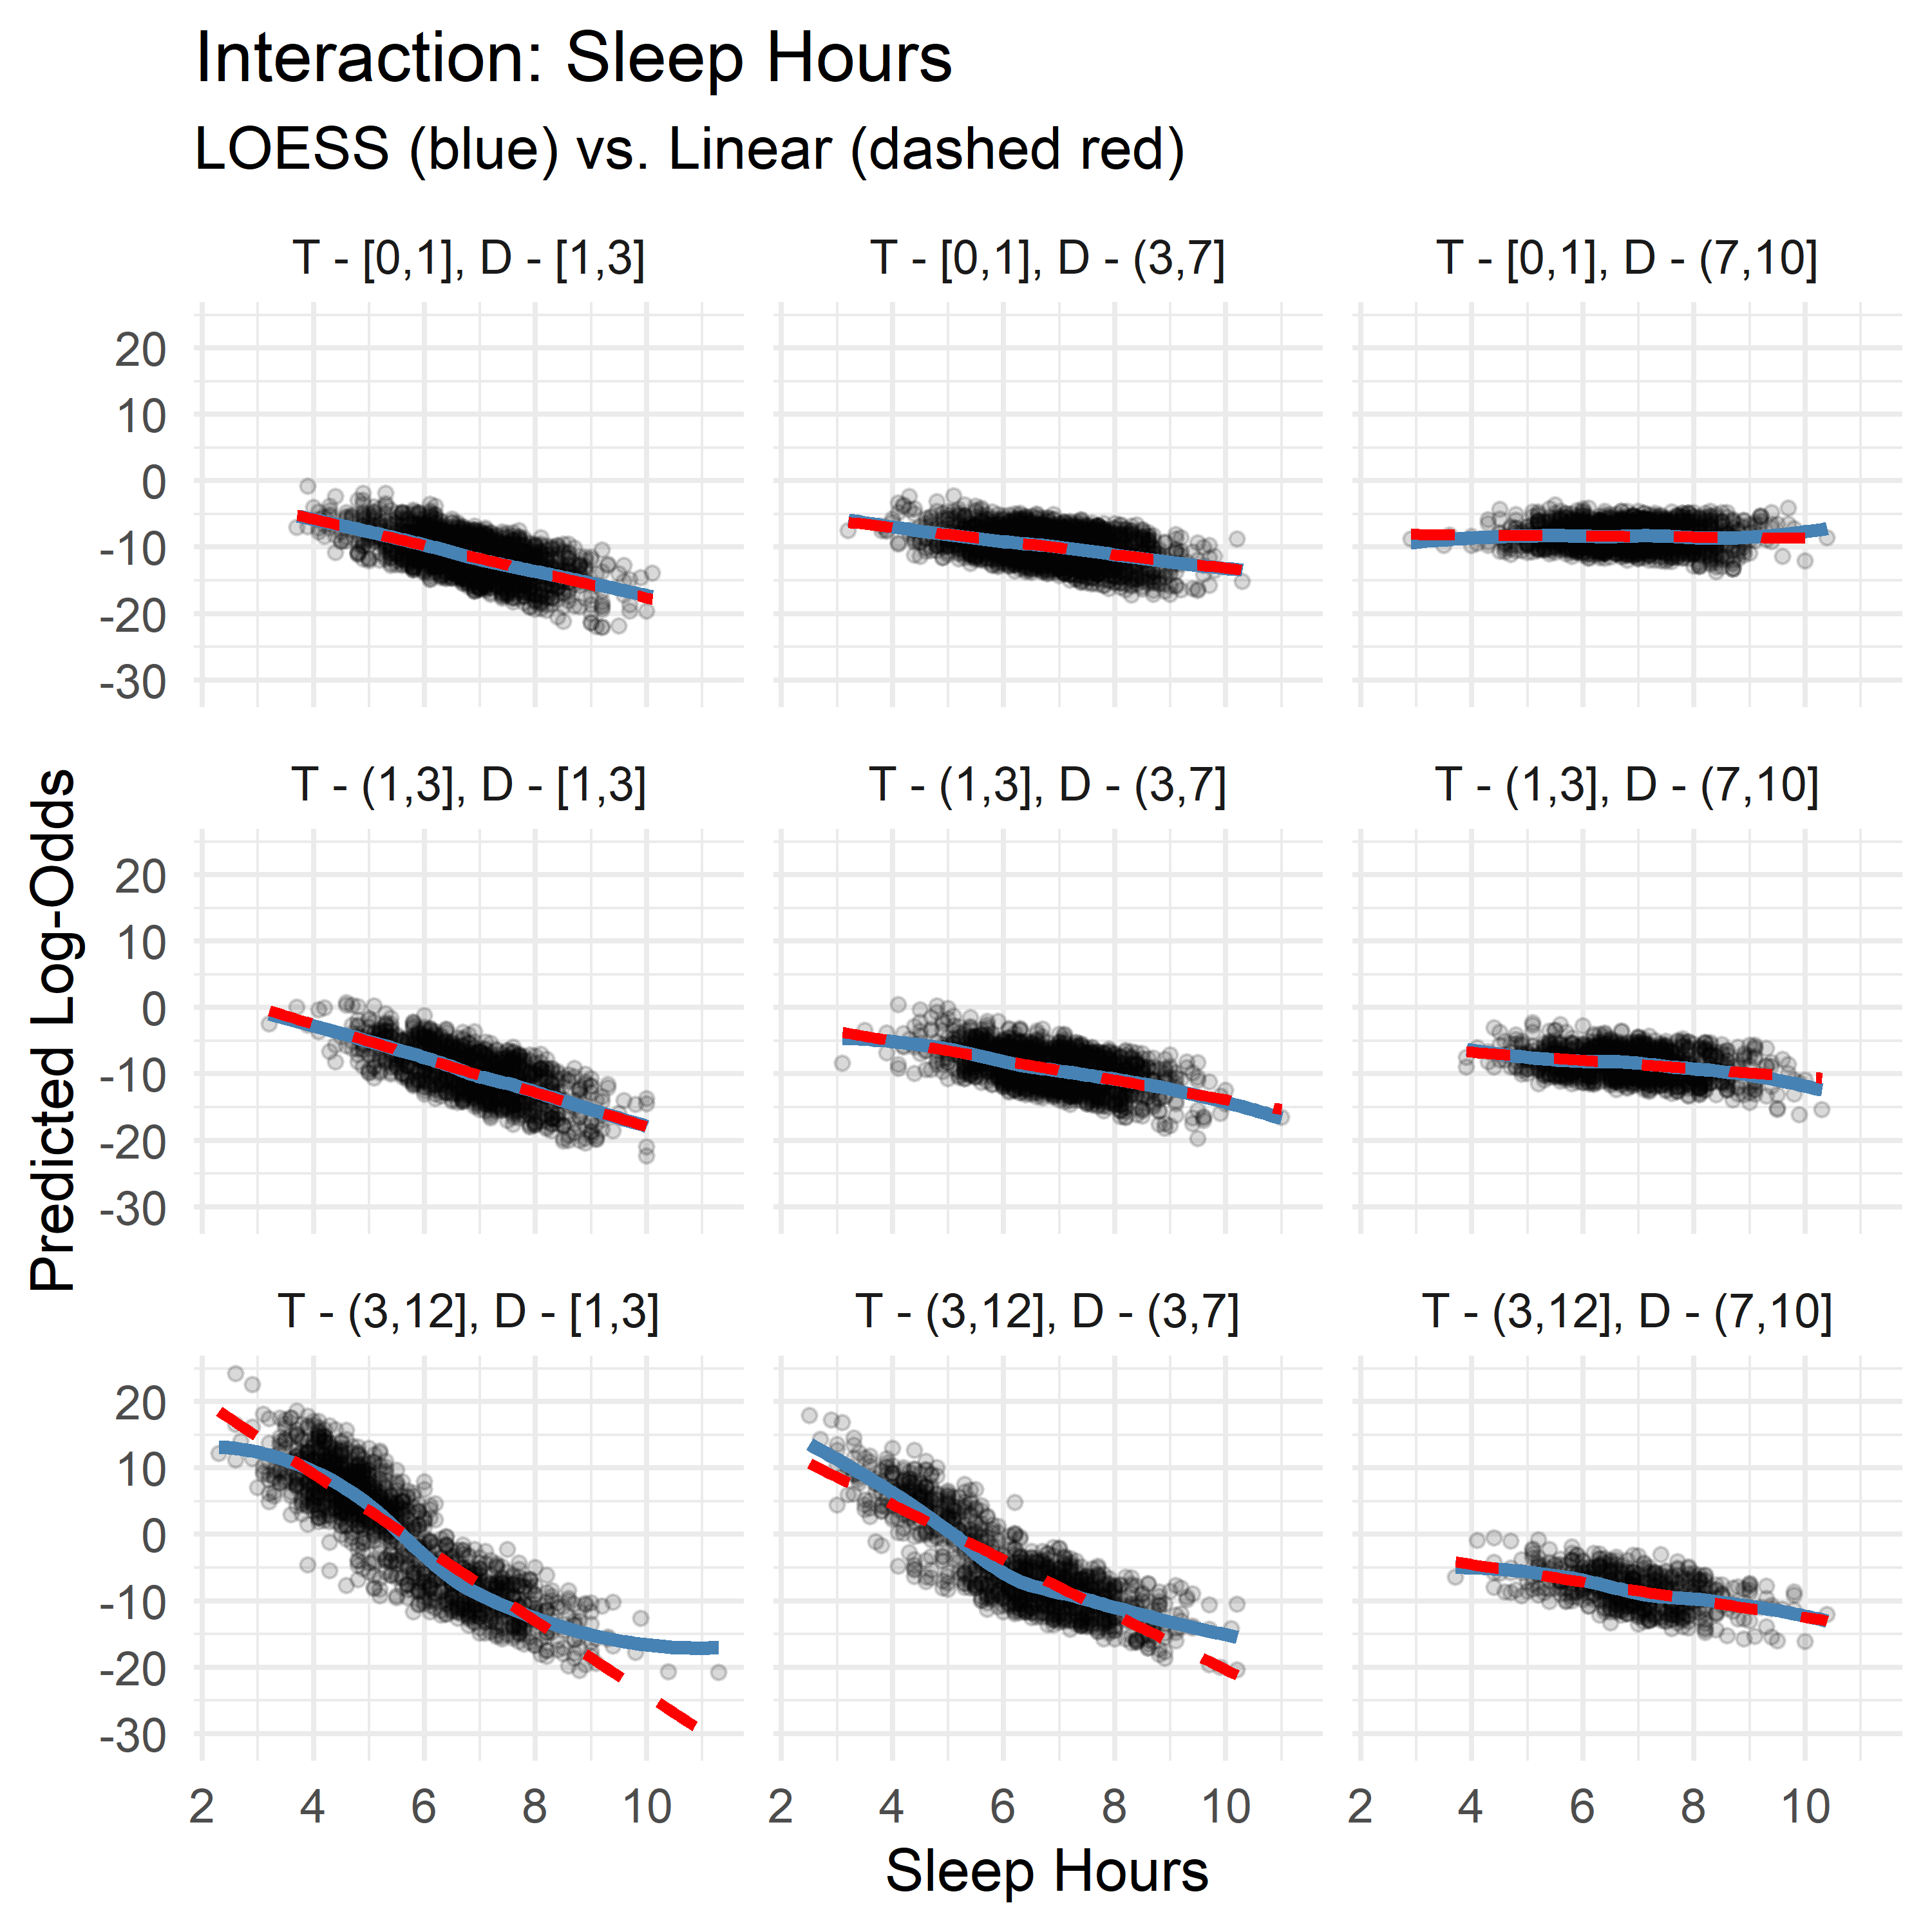 Interaction: Sleep Hours
LOESS (blue) vs. Linear (dashed red)
T - [0,1], D - [1,3]
T - [0,1], D - (3,7]
T - [0,1], D - (7,10]
20
10
0
-10
-20
-30
T - (1,3], D - [1,3]
T - (1,3], D - (3,7]
T - (1,3], D - (7,10]
20
10
0
-10
-20
-30
Predicted Log-Odds
T - (3,12], D - [1,3]
T - (3,12], D - (3,7]
T - (3,12], D - (7,10]
20
10
0
-10
-20
-30
2 4 6 8 10
2 4 6 8 10
2 4 6 8 10
Sleep Hours